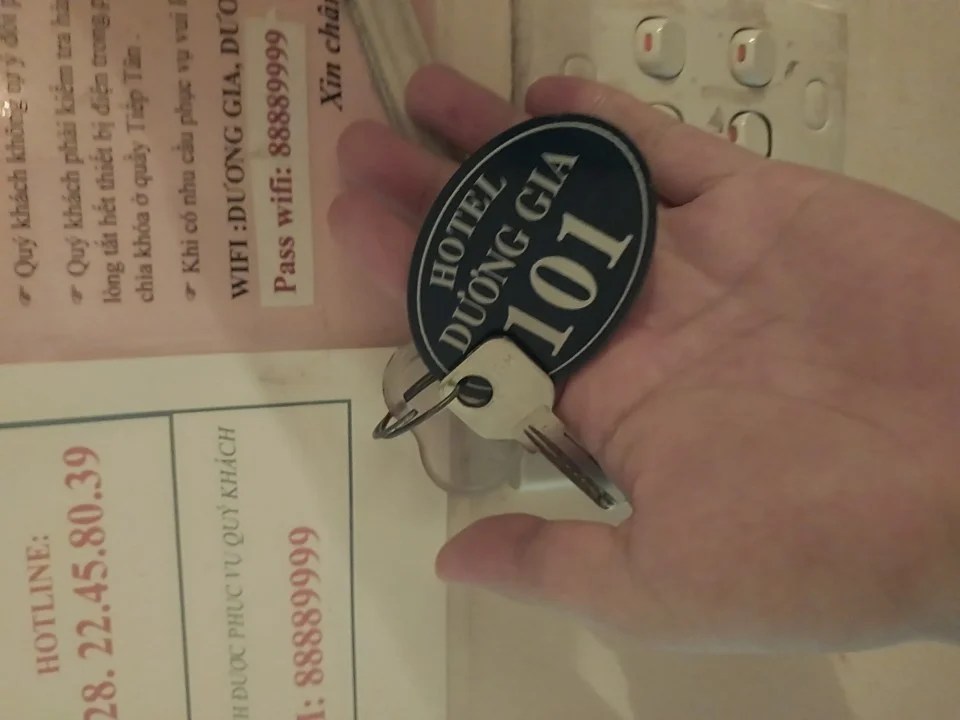 ☞ Quý khách không tự ý đổi
☞ Quý khách phải kiểm tra
lòng tắt hết thiết bị điện trong
chìa khóa ở quầy Tiếp Tân .
☞ Khi có nhu cầu phục vụ vui
WIFI :DƯƠNG GIA,
Pass wifi: 88889999
Xin
HOTEL
DƯƠNG GIA
101
HOTLINE:
28. 22.45.80.39
ĐƯỢC PHỤC VỤ QUÝ KHÁCH
: 88889999